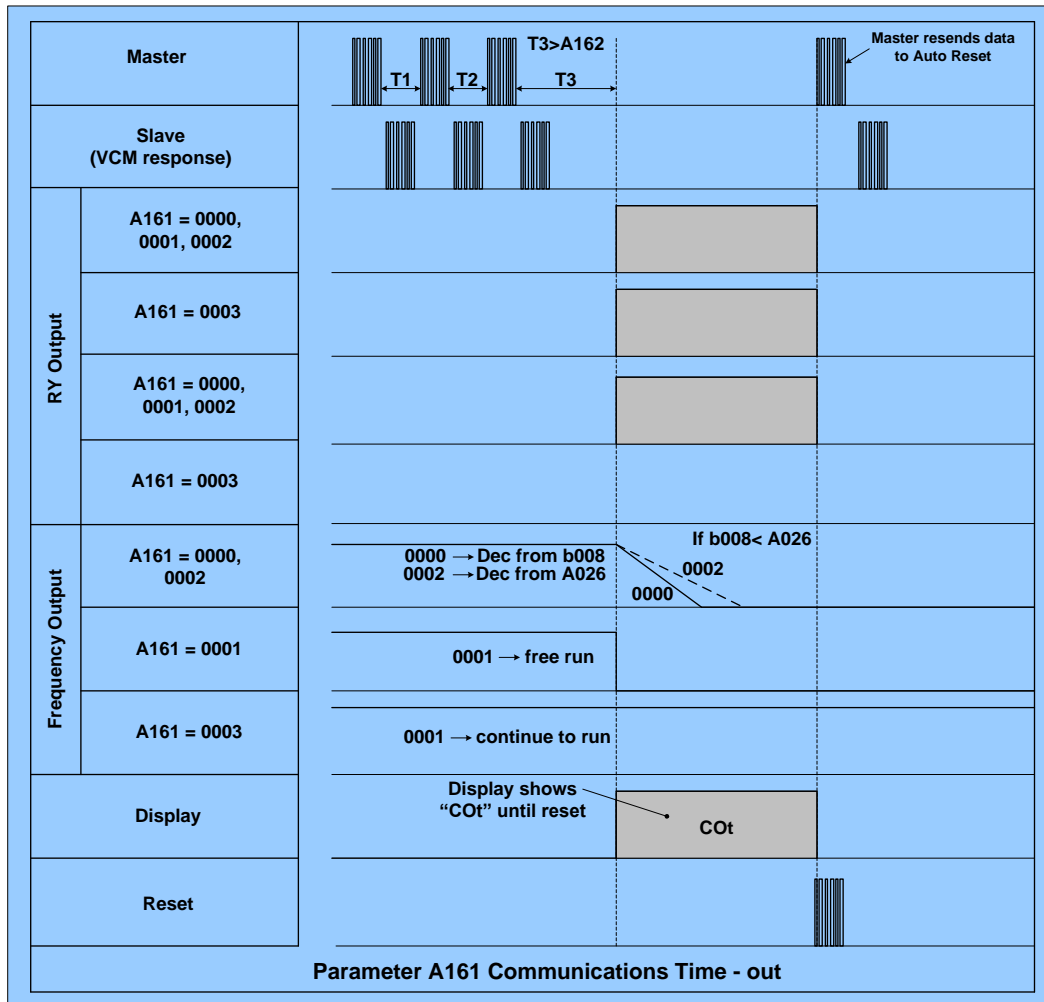 Master
T1
T2
T3>A162
T3
Master resends data
to Auto Reset
Slave
(VCM response)
RY Output
A161 = 0000,
0001, 0002
A161 = 0003
A161 = 0000,
0001, 0002
A161 = 0003
Frequency Output
A161 = 0000,
0002
0000 → Dec from b008
0002 → Dec from A026
If b008< A026
0002
0000
A161 = 0001
0001 → free run
A161 = 0003
0001 → continue to run
Display
Display shows
“COt” until reset
COt
Reset
Parameter A161 Communications Time - out